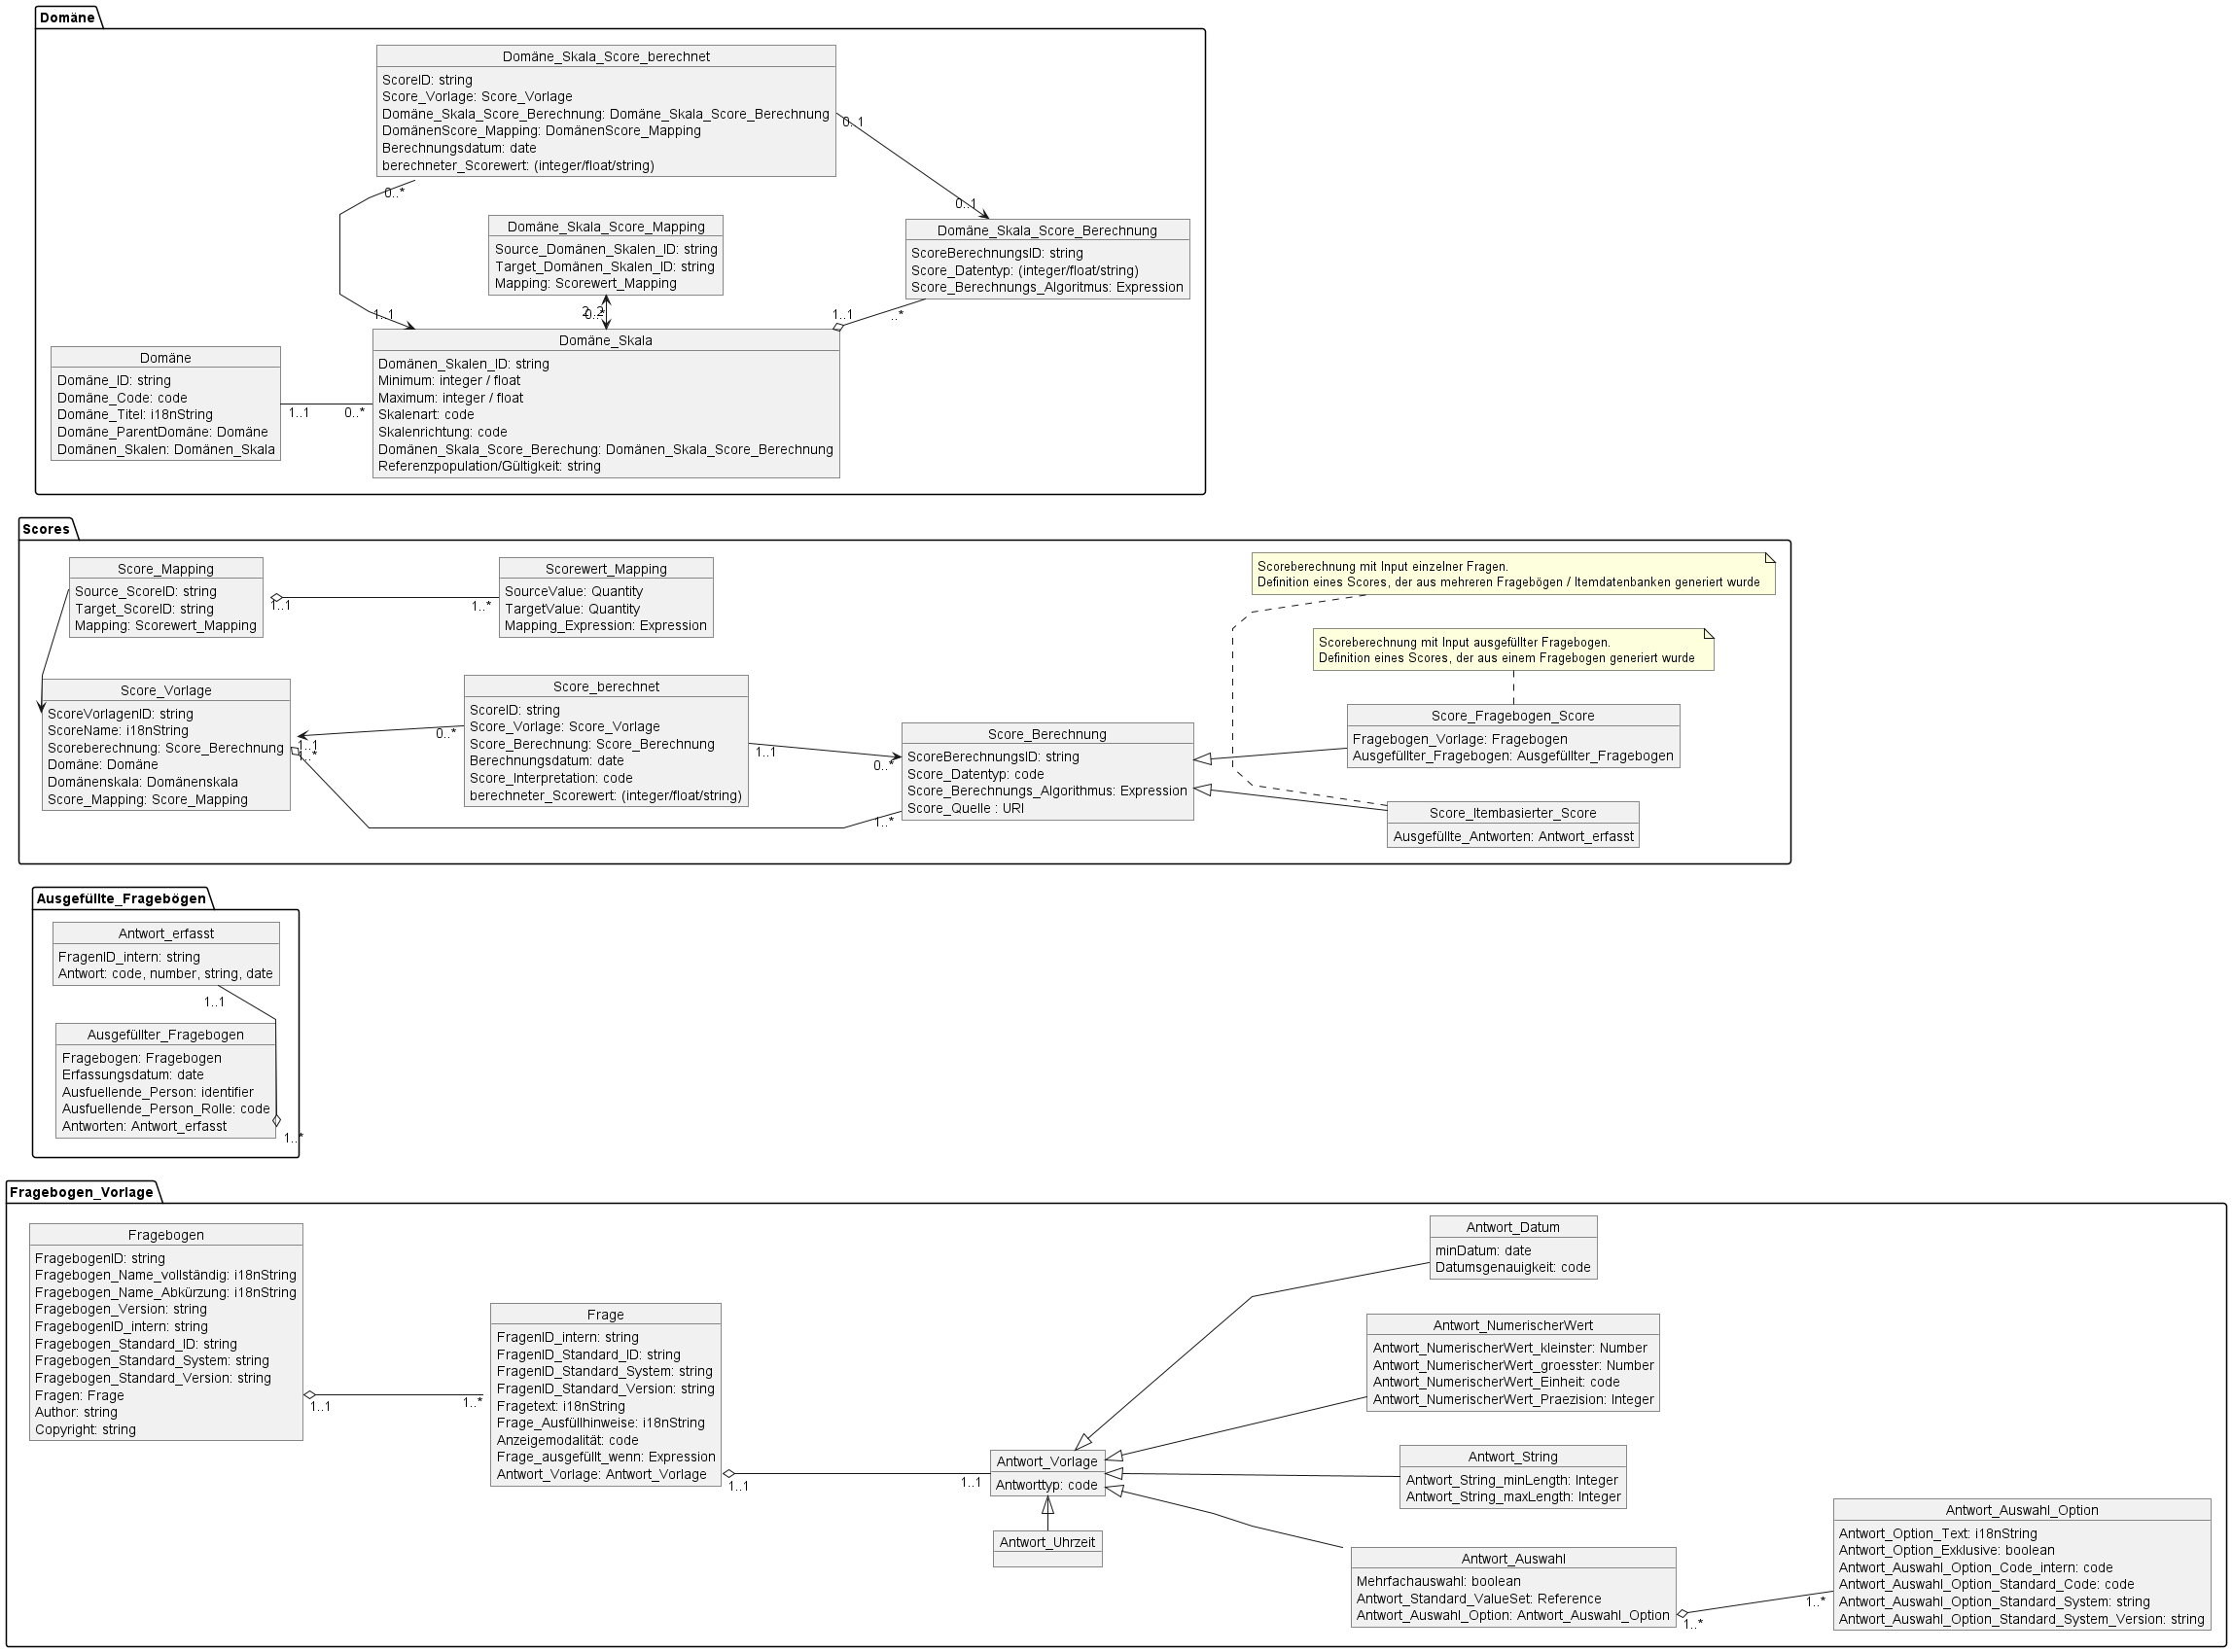 Domäne
Domäne_Skala_Score_berechnet
ScoreID: string
Score_Vorlage: Score_Vorlage
Domäne_Skala_Score_Berechnung: Domäne_Skala_Score_Berechnung
DomänenScore_Mapping: DomänenScore_Mapping
Berechnungsdatum: date
berechneter_Scorewert: (integer/float/string)
0..1
0..*
0..1
Domäne_Skala_Score_Mapping
Source_Domänen_Skalen_ID: string
Target_Domänen_Skalen_ID: string
Mapping: Scorewert_Mapping
Domäne_Skala_Score_Berechnung
ScoreBerechnungsID: string
Score_Datentyp: (integer/float/string)
Score_Berechnungs_Algoritmus: Expression
1..1
2..2
0..*
1..1
..*
Domäne
Domäne_ID: string
Domäne_Code: code
Domäne_Titel: i18nString
Domäne_ParentDomäne: Domäne
Domänen_Skalen: Domänen_Skala
1..1
0..*
Domäne_Skala
Domänen_Skalen_ID: string
Minimum: integer / float
Maximum: integer / float
Skalenart: code
Skalenrichtung: code
Domänen_Skala_Score_Berechung: Domänen_Skala_Score_Berechnung
Referenzpopulation/Gültigkeit: string
Scores
Score_Mapping
Source_ScoreID: string
Target_ScoreID: string
Mapping: Scorewert_Mapping
1..1
1..*
Scorewert_Mapping
SourceValue: Quantity
TargetValue: Quantity
Mapping_Expression: Expression
Scoreberechnung mit Input einzelner Fragen.
Definition eines Scores, der aus mehreren Fragebögen / Itemdatenbanken generiert wurde
Scoreberechnung mit Input ausgefüllter Fragebogen.
Definition eines Scores, der aus einem Fragebogen generiert wurde
Score_Vorlage
ScoreVorlagenID: string
ScoreName: i18nString
Scoreberechnung: Score_Berechnung
Domäne: Domäne
Domänenskala: Domänenskala
Score_Mapping: Score_Mapping
1..1
1..*
0..*
Score_berechnet
ScoreID: string
Score_Vorlage: Score_Vorlage
Score_Berechnung: Score_Berechnung
Berechnungsdatum: date
Score_Interpretation: code
berechneter_Scorewert: (integer/float/string)
1..1
0..*
1..*
Score_Berechnung
ScoreBerechnungsID: string
Score_Datentyp: code
Score_Berechnungs_Algorithmus: Expression
Score_Quelle : URI
Score_Fragebogen_Score
Fragebogen_Vorlage: Fragebogen
Ausgefüllter_Fragebogen: Ausgefüllter_Fragebogen
Score_Itembasierter_Score
Ausgefüllte_Antworten: Antwort_erfasst
Ausgefüllte_Fragebögen
Antwort_erfasst
FragenID_intern: string
Antwort: code, number, string, date
1..1
Ausgefüllter_Fragebogen
Fragebogen: Fragebogen
Erfassungsdatum: date
Ausfuellende_Person: identifier
Ausfuellende_Person_Rolle: code
Antworten: Antwort_erfasst
1..*
Fragebogen_Vorlage
Fragebogen
FragebogenID: string
Fragebogen_Name_vollständig: i18nString
Fragebogen_Name_Abkürzung: i18nString
Fragebogen_Version: string
FragebogenID_intern: string
Fragebogen_Standard_ID: string
Fragebogen_Standard_System: string
Fragebogen_Standard_Version: string
Fragen: Frage
Author: string
Copyright: string
1..1
1..*
Frage
FragenID_intern: string
FragenID_Standard_ID: string
FragenID_Standard_System: string
FragenID_Standard_Version: string
Fragetext: i18nString
Frage_Ausfüllhinweise: i18nString
Anzeigemodalität: code
Frage_ausgefüllt_wenn: Expression
Antwort_Vorlage: Antwort_Vorlage
1..1
1..1
Antwort_Vorlage
Antworttyp: code
Antwort_Uhrzeit
Antwort_Datum
minDatum: date
Datumsgenauigkeit: code
Antwort_NumerischerWert
Antwort_NumerischerWert_kleinster: Number
Antwort_NumerischerWert_groesster: Number
Antwort_NumerischerWert_Einheit: code
Antwort_NumerischerWert_Praezision: Integer
Antwort_String
Antwort_String_minLength: Integer
Antwort_String_maxLength: Integer
Antwort_Auswahl
Mehrfachauswahl: boolean
Antwort_Standard_ValueSet: Reference
Antwort_Auswahl_Option: Antwort_Auswahl_Option
1..*
1..*
Antwort_Auswahl_Option
Antwort_Option_Text: i18nString
Antwort_Option_Exklusive: boolean
Antwort_Auswahl_Option_Code_intern: code
Antwort_Auswahl_Option_Standard_Code: code
Antwort_Auswahl_Option_Standard_System: string
Antwort_Auswahl_Option_Standard_System_Version: string